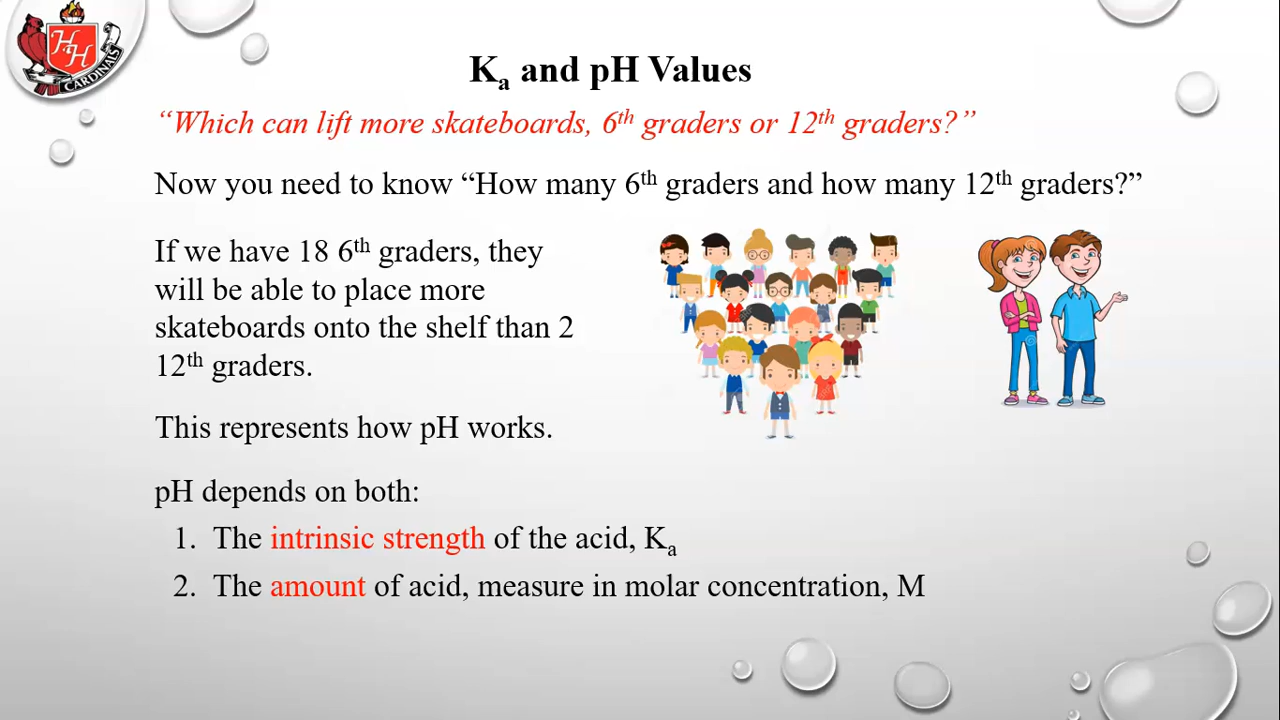 H H
CARDINALS
Kₐ and pH Values
“Which can lift more skateboards, 6ᵗʰ graders or 12ᵗʰ graders?”
Now you need to know “How many 6ᵗʰ graders and how many 12ᵗʰ graders?”
If we have 18 6ᵗʰ graders, they
will be able to place more
skateboards onto the shelf than 2
12ᵗʰ graders.
This represents how pH works.
pH depends on both:
1. The intrinsic strength of the acid, Kₐ
2. The amount of acid, measure in molar concentration, M